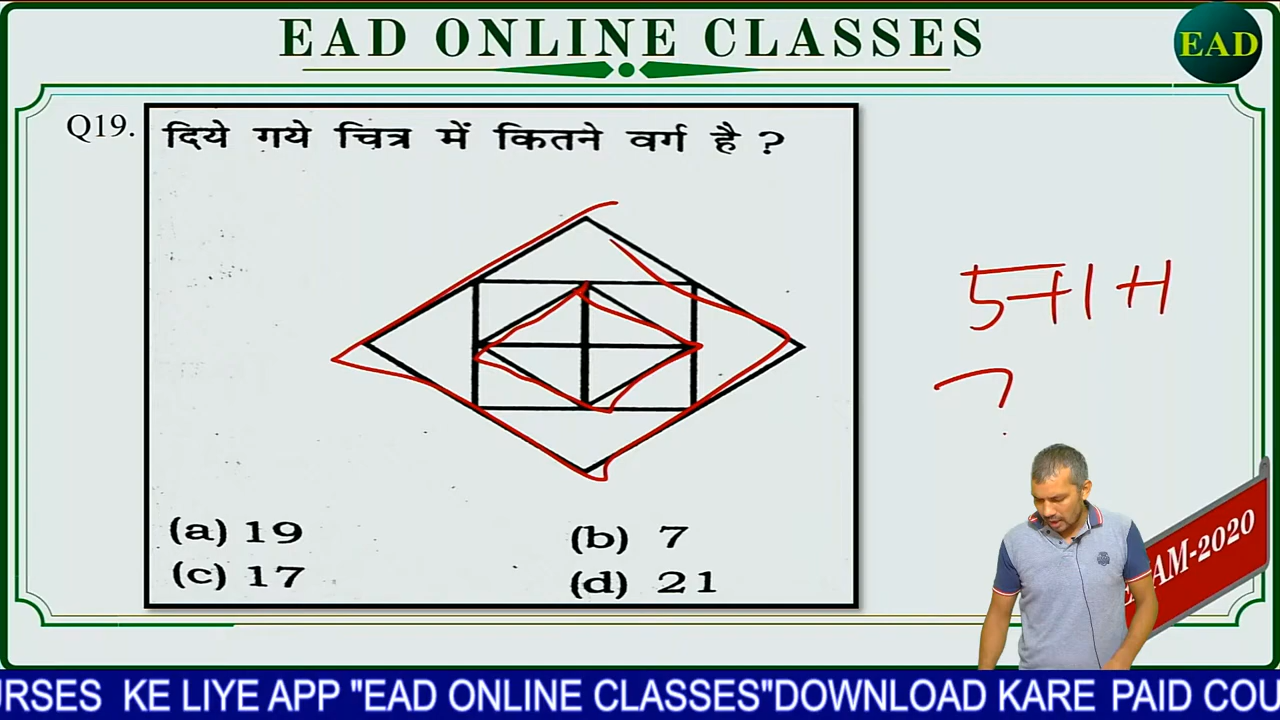 EAD ONLINE CLASSES
EAD
Q19.
दिये गये चित्र में कितने वर्ग है ?
5+1+1
7
(a) 19
(b) 7
(c) 17
(d) 21
AM-2020
URSES KE LIYE APP "EAD ONLINE CLASSES"DOWNLOAD KARE PAID COU